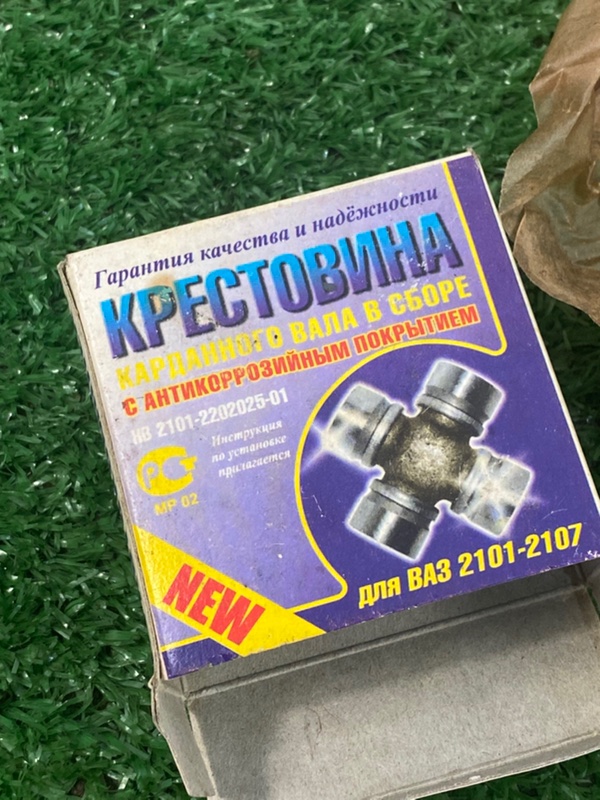 Гарантия качества и надёжности
КРЕСТОВИНА
КАРДАННОГО ВАЛА В СБОРЕ
С АНТИКОРРОЗИЙНЫМ ПОКРЫТИЕМ
НВ 2101-2202025-01
Инструкция
по установке
прилагается
РС
МР 02
NEW
для ВАЗ 2101-2107